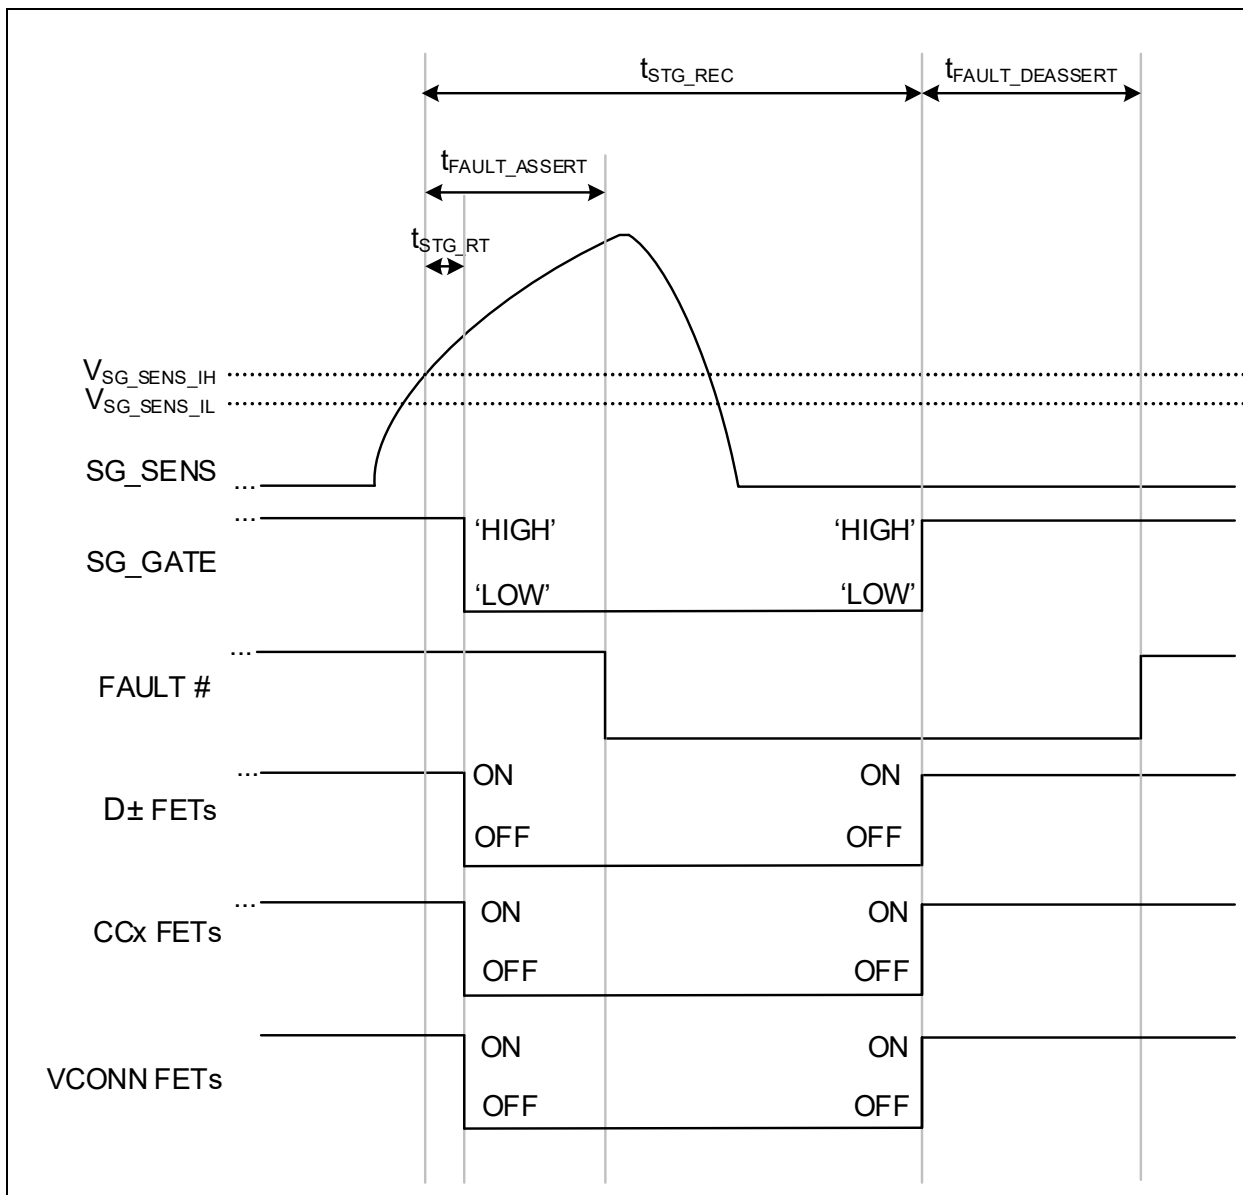 tSTG_REC
tFAULT_DEASSERT
tFAULT_ASSERT
tSTG_RT
VSG_SENS_IH
VSG_SENS_IL
SG_SENS ...
... 'HIGH' 'HIGH'
SG_GATE
'LOW' 'LOW'
...
FAULT #
... ON ON
D± FETs
OFF OFF
... ON ON
CCx FETs
OFF OFF
ON ON
VCONN FETs
OFF OFF